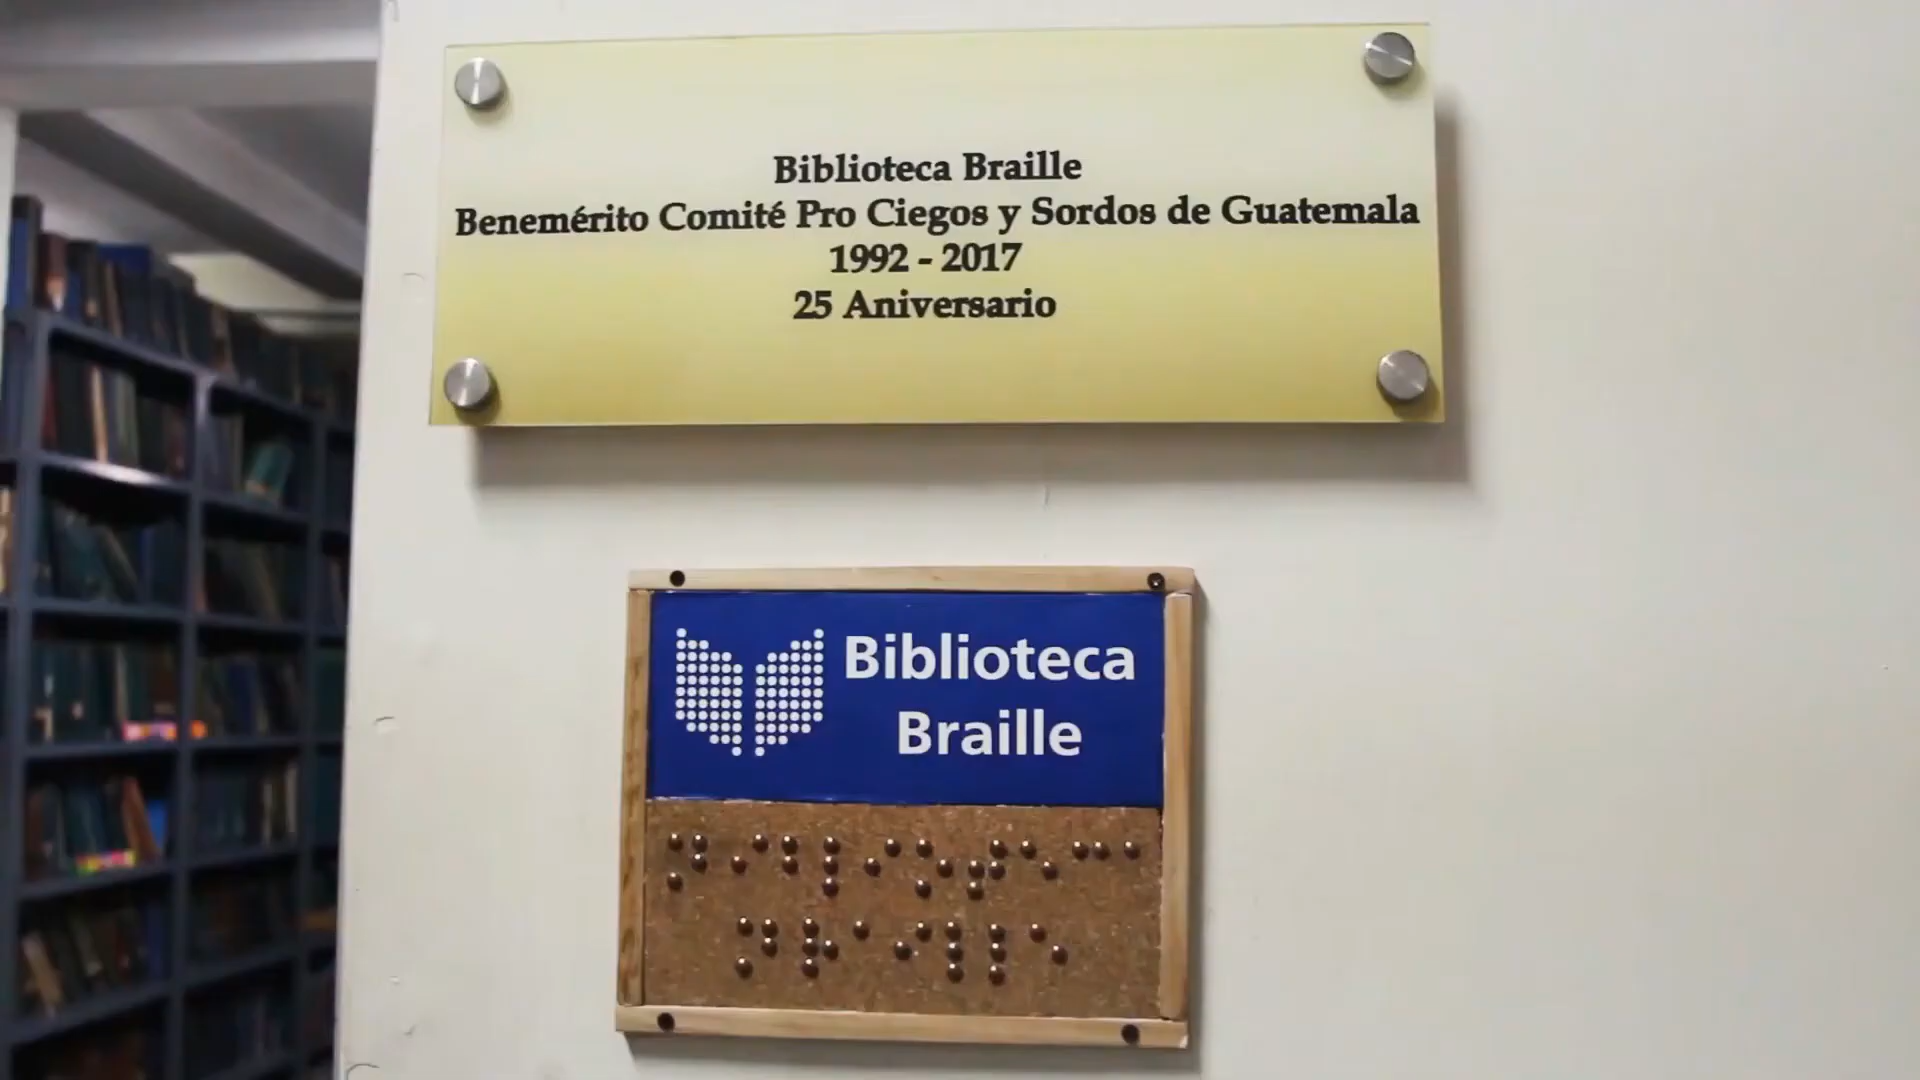 Biblioteca Braille
Benemérito Comité Pro Ciegos y Sordos de Guatemala
1992 - 2017
25 Aniversario
Biblioteca
Braille
⠨⠃⠊⠃⠇⠊⠕⠞⠑⠉⠁
⠨⠃⠗⠁⠊⠇⠇⠑